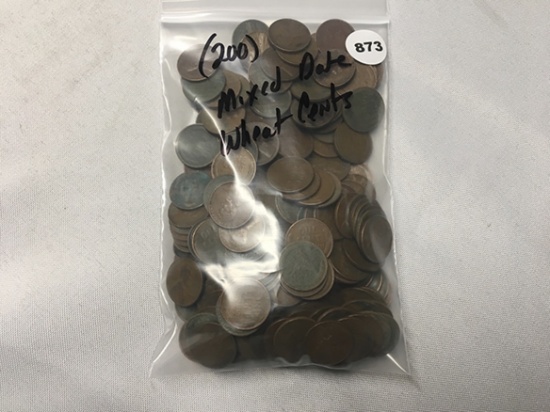 (200)
873
Mixed Date
Wheat Cents